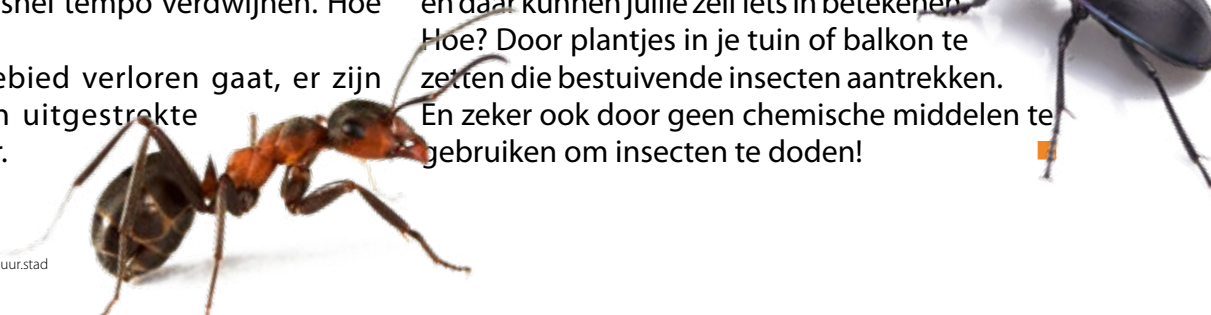 snel tempo verdwijnen. Hoe
ebied verloren gaat, er zijn
n uitgestrekte
r.
uur.stad
en daar kunnen jullie zelf iets in betekenen.
Hoe? Door plantjes in je tuin of balkon te
zetten die bestuivende insecten aantrekken.
En zeker ook door geen chemische middelen te
gebruiken om insecten te doden!